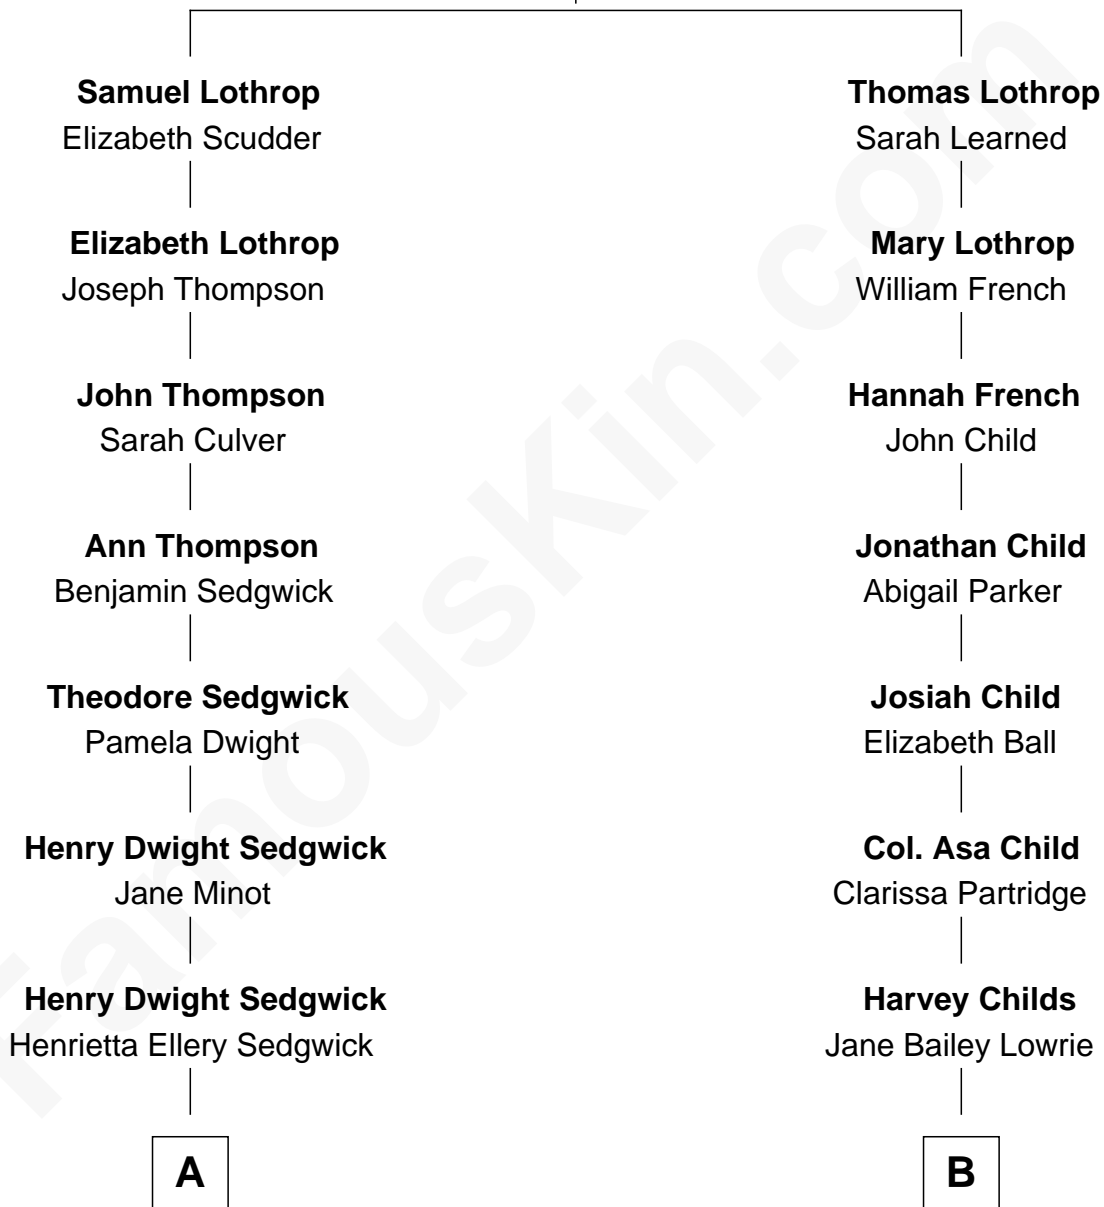 Samuel Lothrop
Elizabeth Scudder
Elizabeth Lothrop
Joseph Thompson
John Thompson
Sarah Culver
Ann Thompson
Benjamin Sedgwick
Theodore Sedgwick
Pamela Dwight
Henry Dwight Sedgwick
Jane Minot
Henry Dwight Sedgwick
Henrietta Ellery Sedgwick
A
Thomas Lothrop
Sarah Learned
Mary Lothrop
William French
Hannah French
John Child
Jonathan Child
Abigail Parker
Josiah Child
Elizabeth Ball
Col. Asa Child
Clarissa Partridge
Harvey Childs
Jane Bailey Lowrie
B
FamousKin.com